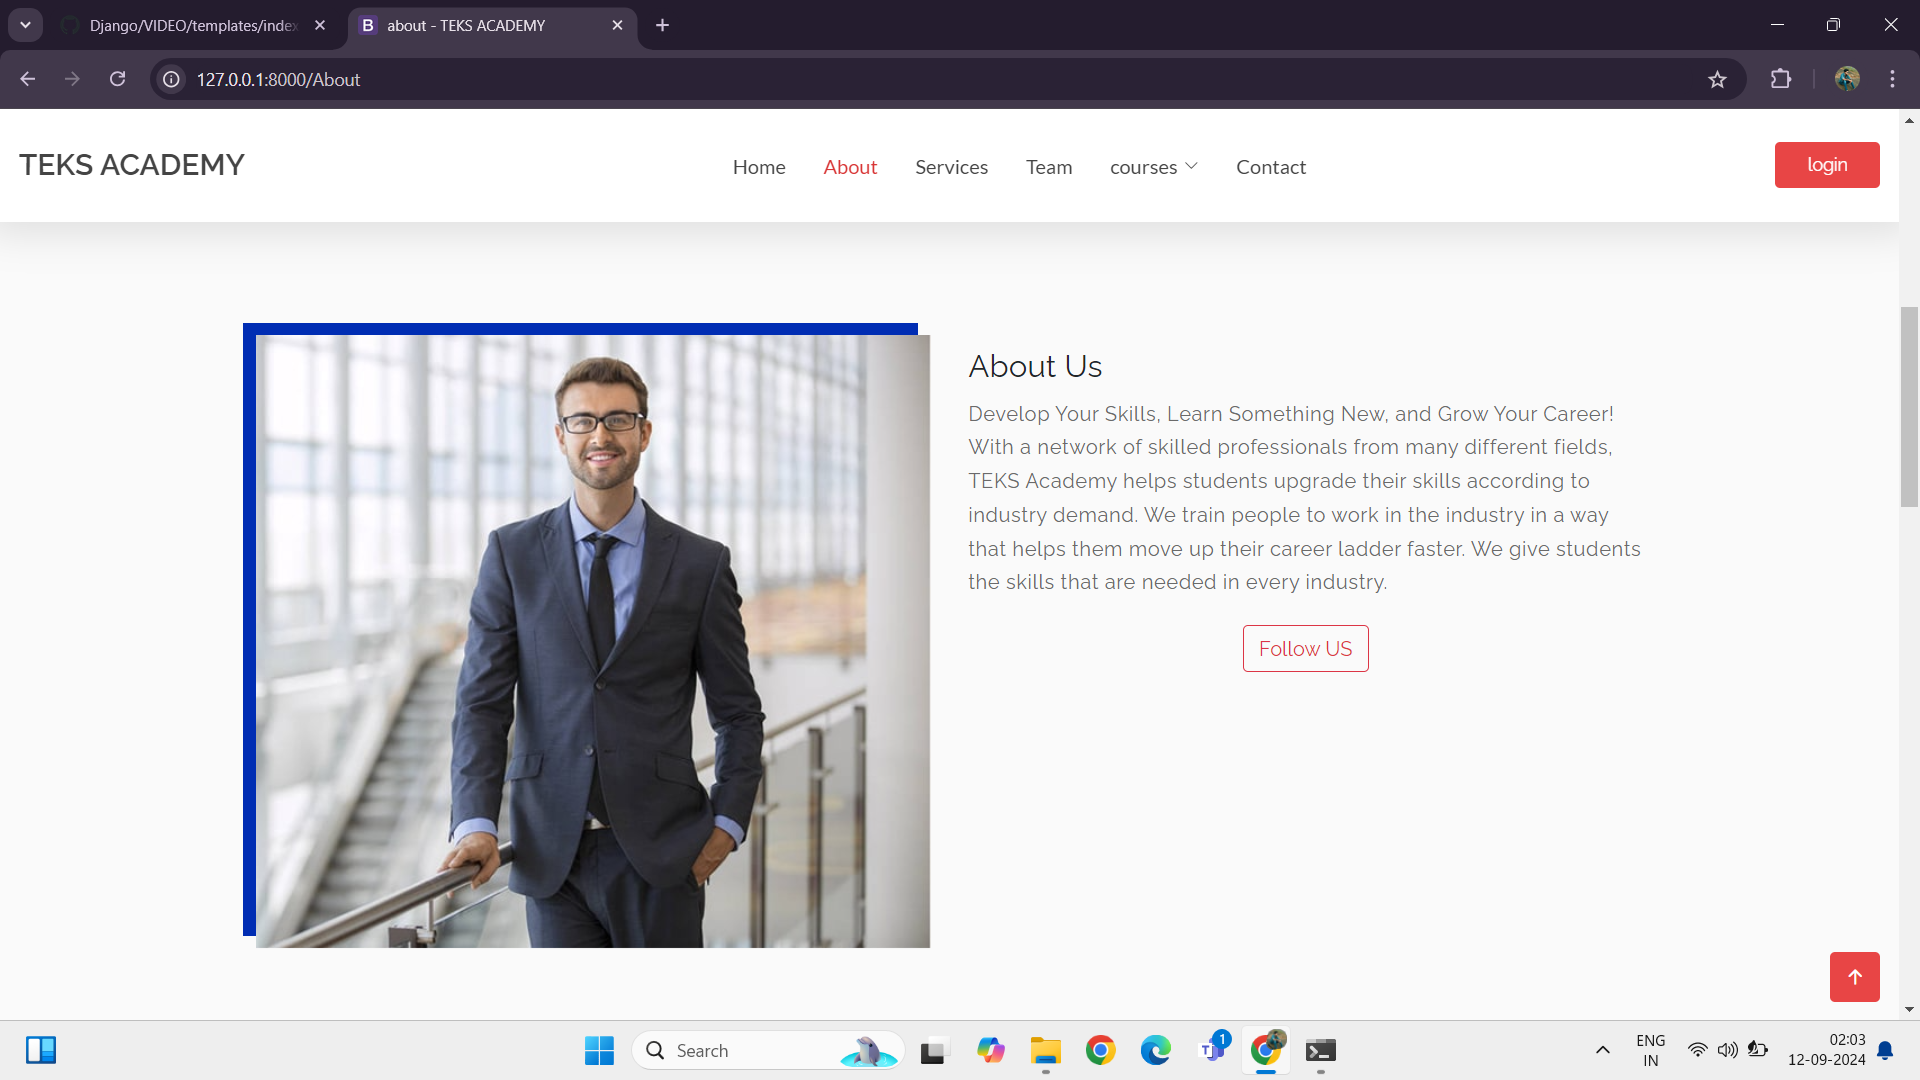 Django/VIDEO/templates/index
about - TEKS ACADEMY
127.0.0.1:8000/About
TEKS ACADEMY
Home
About
Services
Team
courses
Contact
login
About Us
Develop Your Skills, Learn Something New, and Grow Your Career!
With a network of skilled professionals from many different fields,
TEKS Academy helps students upgrade their skills according to
industry demand. We train people to work in the industry in a way
that helps them move up their career ladder faster. We give students
the skills that are needed in every industry.
Follow US
Search
1
ENG
IN
02:03
12-09-2024